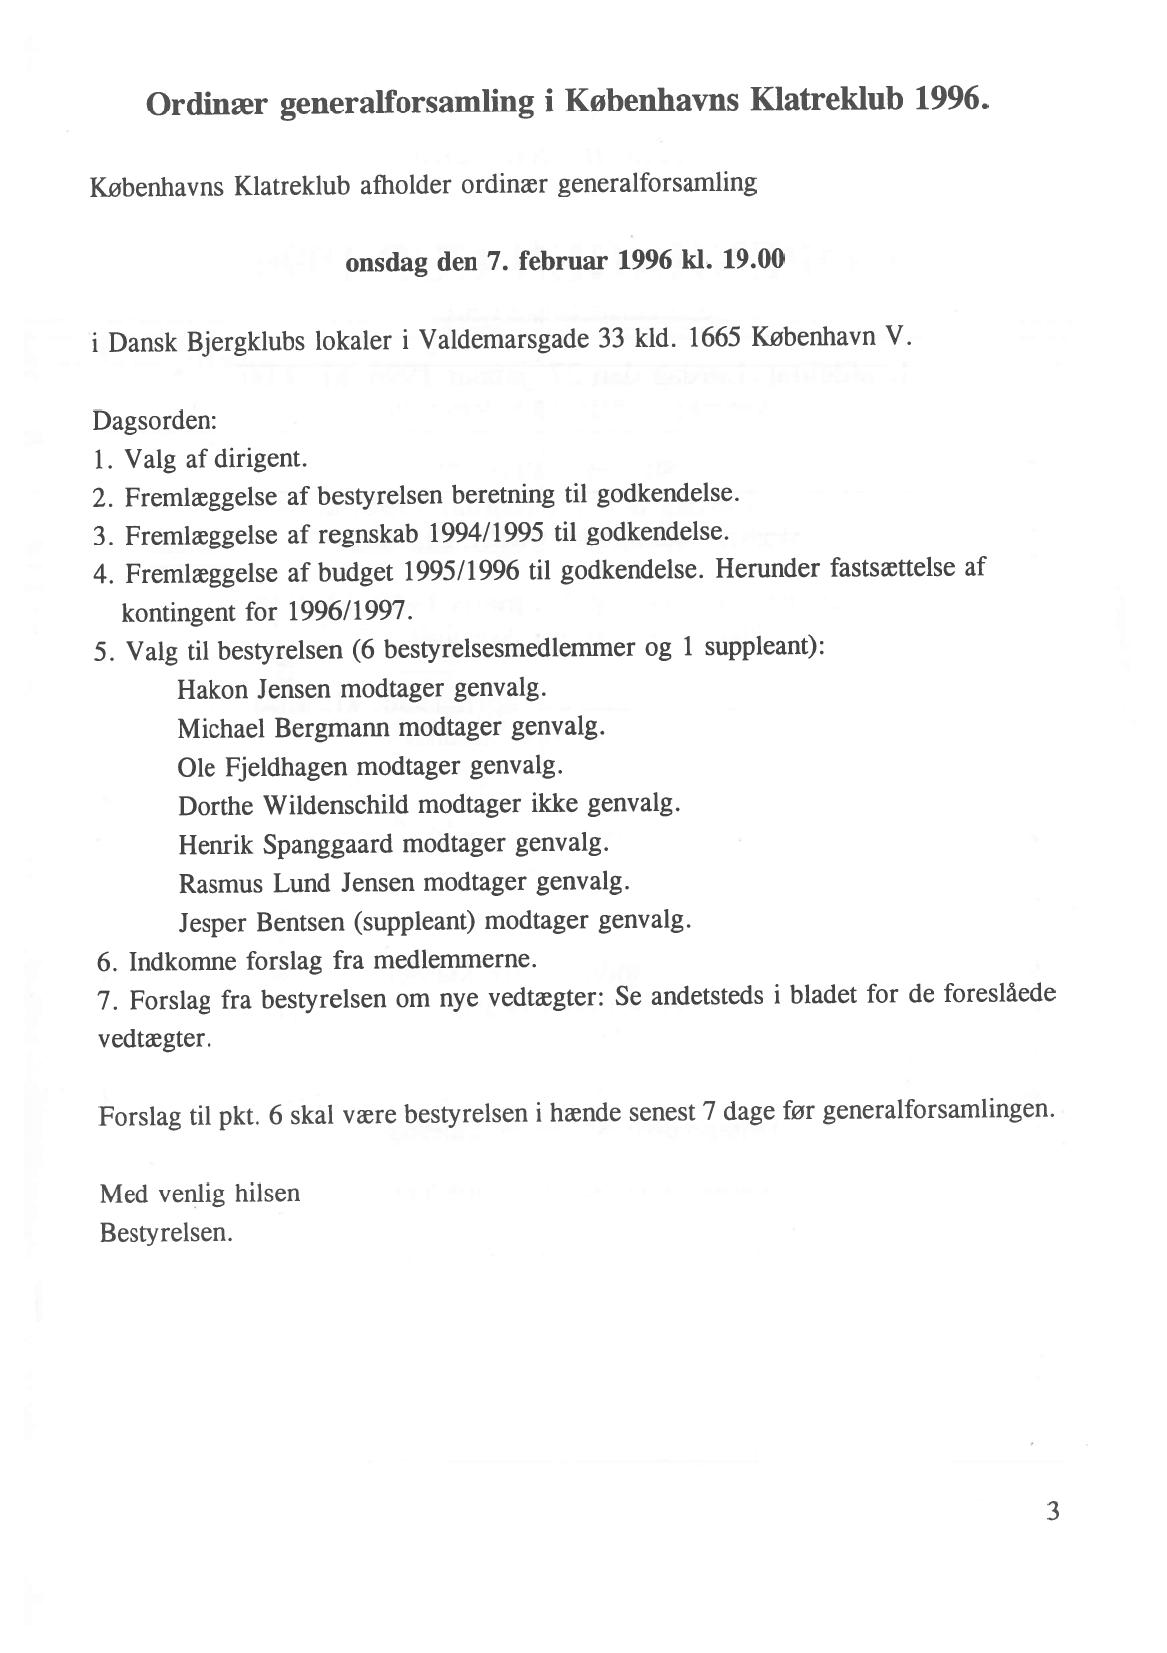 Ordinær generalforsamling i Københavns Klatreklub 1996.
Københavns Klatreklub afholder ordinær generalforsamling
onsdag den 7. februar 1996 kl. 19.00
i Dansk Bjergklubs lokaler i Valdemarsgade 33 kld. 1665 København V.
Dagsorden:
1. Valg af dirigent.
2. Fremlæggelse af bestyrelsen beretning til godkendelse.
3. Fremlæggelse af regnskab 1994/1995 til godkendelse.
4. Fremlæggelse af budget 1995/1996 til godkendelse. Herunder fastsættelse af
kontingent for 1996/1997.
5. Valg til bestyrelsen (6 bestyrelsesmedlemmer og 1 suppleant):
Hakon Jensen modtager genvalg.
Michael Bergmann modtager genvalg.
Ole Fjeldhagen modtager genvalg.
Dorthe Wildenschild modtager ikke genvalg.
Henrik Spanggaard modtager genvalg.
Rasmus Lund Jensen modtager genvalg.
Jesper Bentsen (suppleant) modtager genvalg.
6. Indkomne forslag fra medlemmerne.
7. Forslag fra bestyrelsen om nye vedtægter: Se andetsteds i bladet for de foreslåede
vedtægter.
Forslag til pkt. 6 skal være bestyrelsen i hænde senest 7 dage før generalforsamlingen.
Med venlig hilsen
Bestyrelsen.
3